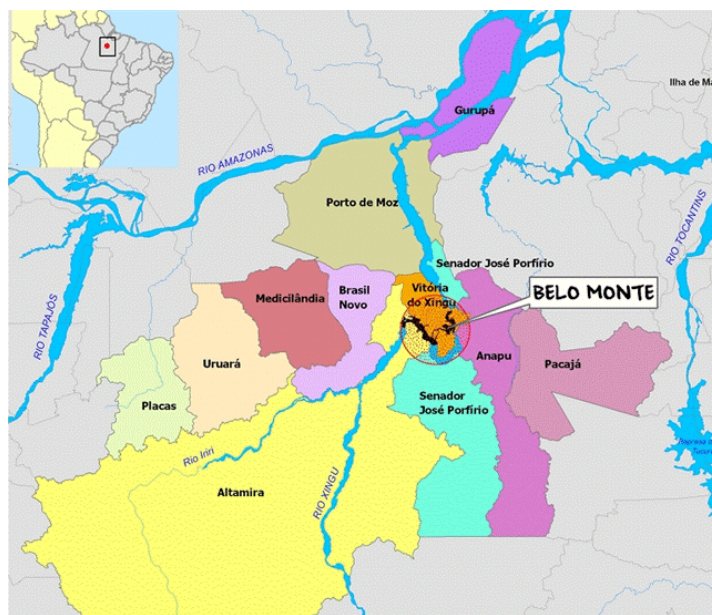 Gurupá
Ilha de Ma
RIO AMAZONAS
Porto de Moz
RIO TOCANTINS
Senador José Porfírio
Medicilândia
Brasil
Novo
Vitória
do Xingu
BELO MONTE
RIO TAPAJÓS
Uruará
Anapu
Pacajá
Placas
Senador
José Porfírio
Rio Iriri
RIO XINGU
Altamira